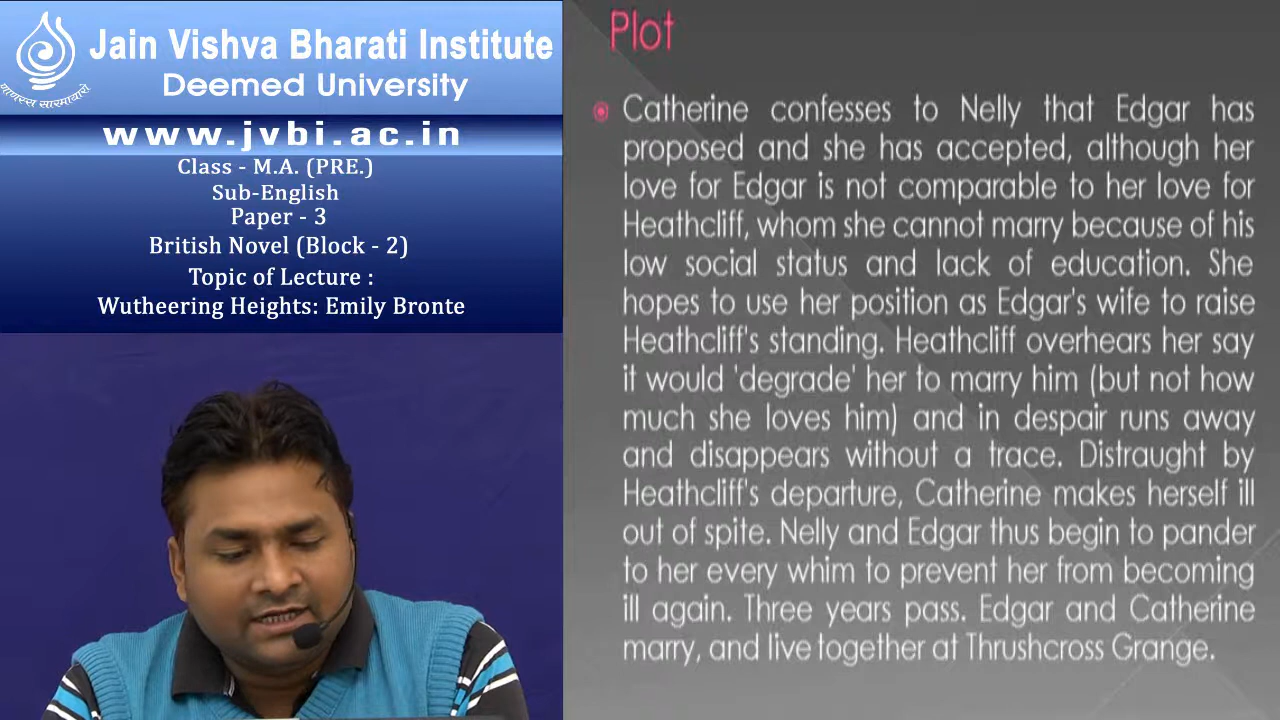 Jain Vishva Bharati Institute
Deemed University
www.jvbi.ac.in
Class - M.A. (PRE.)
Sub-English
Paper - 3
British Novel (Block - 2)
Topic of Lecture :
Wuthering Heights: Emily Bronte
Plot
Catherine confesses to Nelly that Edgar has
proposed and she has accepted, although her
love for Edgar is not comparable to her love for
Heathcliff, whom she cannot marry because of his
low social status and lack of education. She
hopes to use her position as Edgar's wife to raise
Heathcliff's standing. Heathcliff overhears her say
it would 'degrade' her to marry him (but not how
much she loves him) and in despair runs away
and disappears without a trace. Distraught by
Heathcliff's departure, Catherine makes herself ill
out of spite. Nelly and Edgar thus begin to pander
to her every whim to prevent her from becoming
ill again. Three years pass. Edgar and Catherine
marry, and live together at Thrushcross Grange.